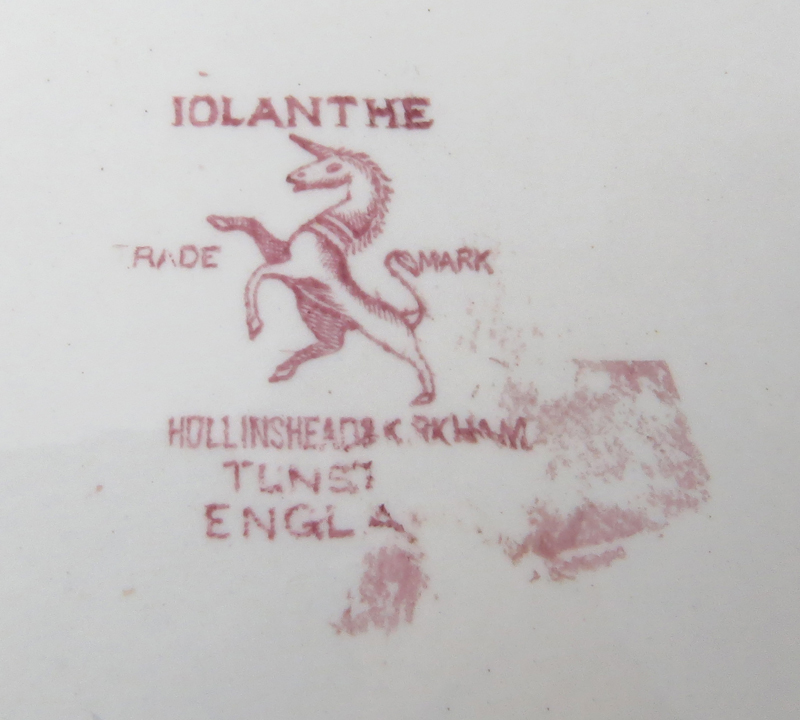 IOLANTHE
TRADE MARK
HOLLINSHEAD & KIRKHAM
TUNST
ENGLA